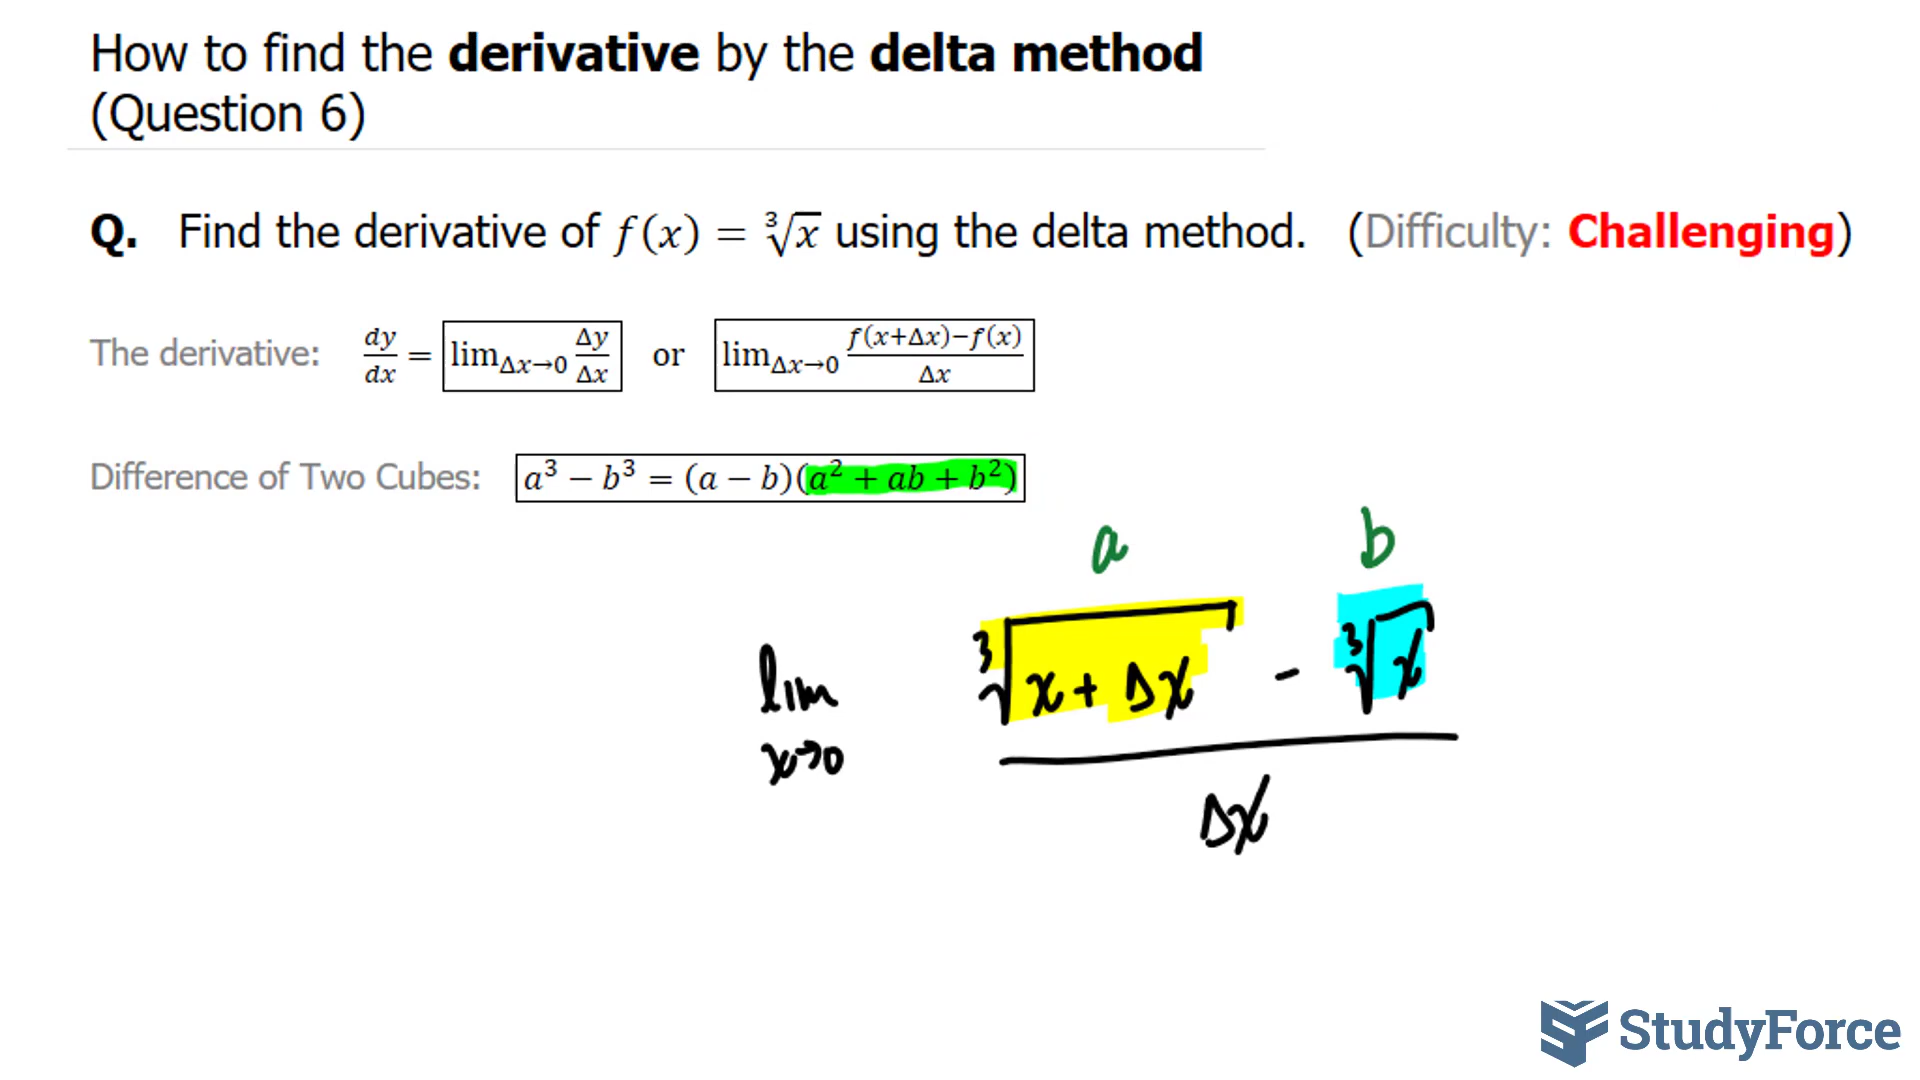 How to find the derivative by the delta method
(Question 6)
Q. Find the derivative of f(x) = ∛x using the delta method. (Difficulty: Challenging)
The derivative: dy/dx = lim_{Δx→0} Δy/Δx or lim_{Δx→0} f(x+Δx)−f(x)/Δx
Difference of Two Cubes: a³ − b³ = (a − b)(a² + ab + b²)
a b
lim ∛x + Δx - ∛x
x→0
Δx
StudyForce